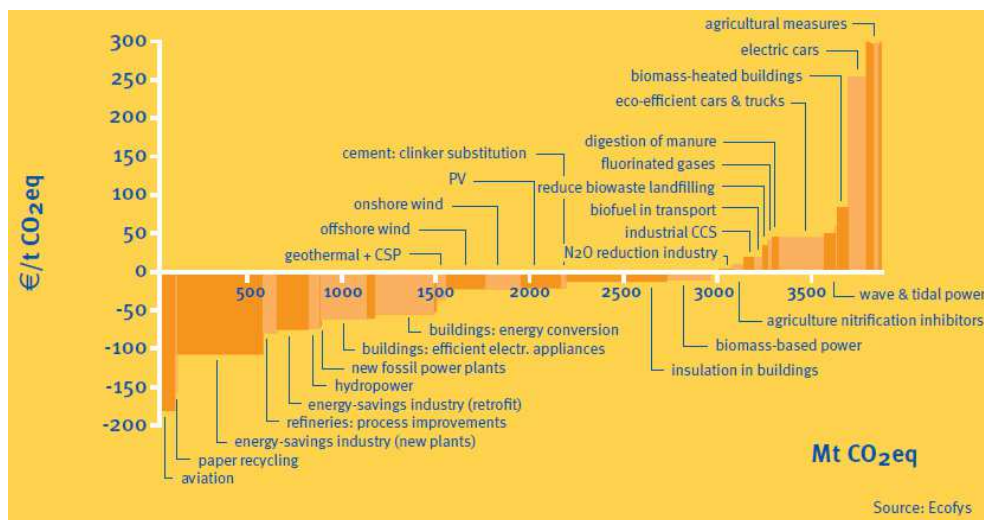 agricultural measures
300
electric cars
250
biomass-heated buildings
eco-efficient cars & trucks
200
digestion of manure
150
cement: clinker substitution
fluorinated gases
PV
reduce biowaste landfilling
100
onshore wind
biofuel in transport
50
offshore wind
industrial CCS
geothermal + CSP
N2O reduction industry
0
500
1000
1500
2000
2500
3000
3500
wave & tidal power
-50
agriculture nitrification inhibitors
buildings: energy conversion
biomass-based power
buildings: efficient electr. appliances
-100
new fossil power plants
insulation in buildings
hydropower
-150
energy-savings industry (retrofit)
refineries: process improvements
-200
energy-savings industry (new plants)
paper recycling
aviation
€/t CO2eq
Mt CO2eq
Source: Ecofys